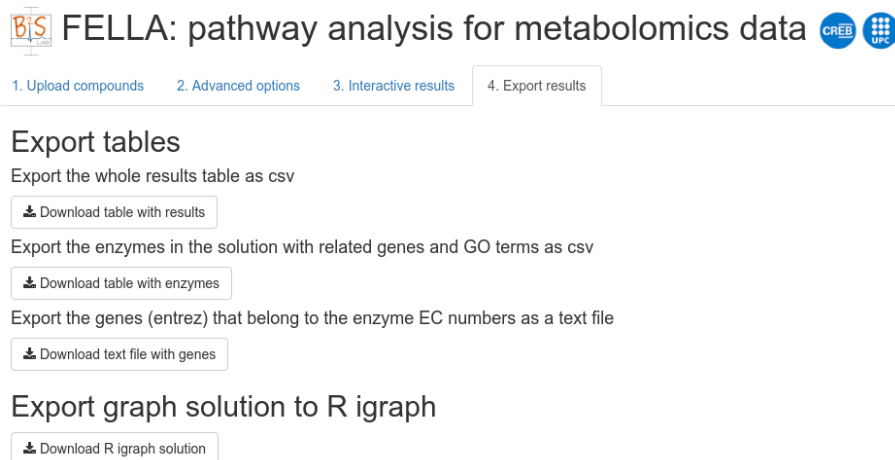 B2S LAB FELLA: pathway analysis for metabolomics data CREB UPC
1. Upload compounds 2. Advanced options 3. Interactive results 4. Export results
Export tables
Export the whole results table as csv
Download table with results
Export the enzymes in the solution with related genes and GO terms as csv
Download table with enzymes
Export the genes (entrez) that belong to the enzyme EC numbers as a text file
Download text file with genes
Export graph solution to R igraph
Download R igraph solution